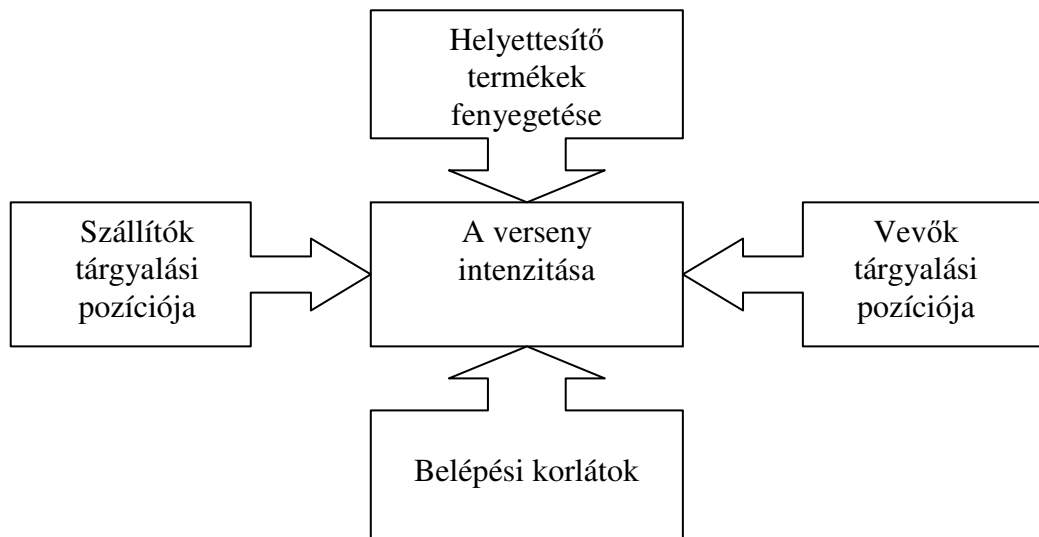 Helyettesítő
termékek
fenyegetése
Szállítók
tárgyalási
pozíciója
A verseny
intenzitása
Vevők
tárgyalási
pozíciója
Belépési korlátok